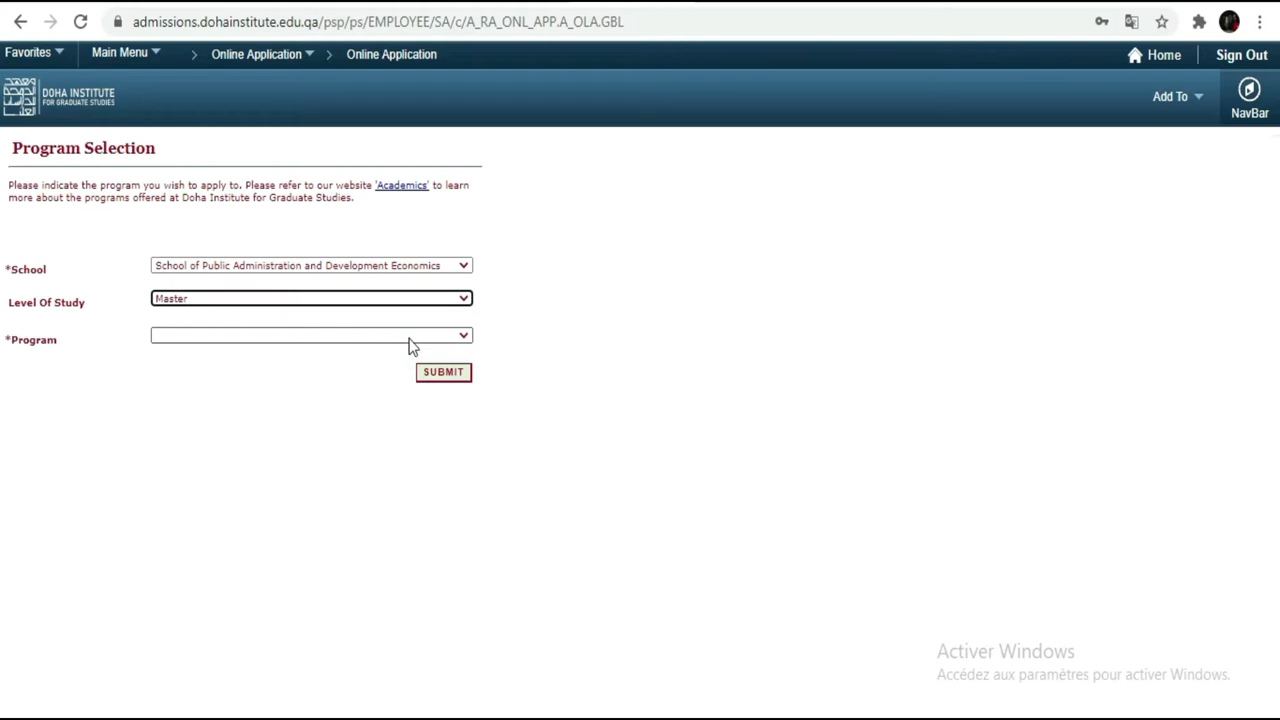 admissions.dohainstitute.edu.qa/psp/ps/EMPLOYEE/SA/c/A_RA_ONL_APP.A_OLA.GBL
Favorites Main Menu > Online Application > Online Application Home Sign Out
DOHA INSTITUTE
FOR GRADUATE STUDIES
Add To
NavBar
Program Selection
Please indicate the program you wish to apply to. Please refer to our website 'Academics' to learn
more about the programs offered at Doha Institute for Graduate Studies.
*School School of Public Administration and Development Economics
Level Of Study Master
*Program
SUBMIT
Activer Windows
Accédez aux paramètres pour activer Windows.